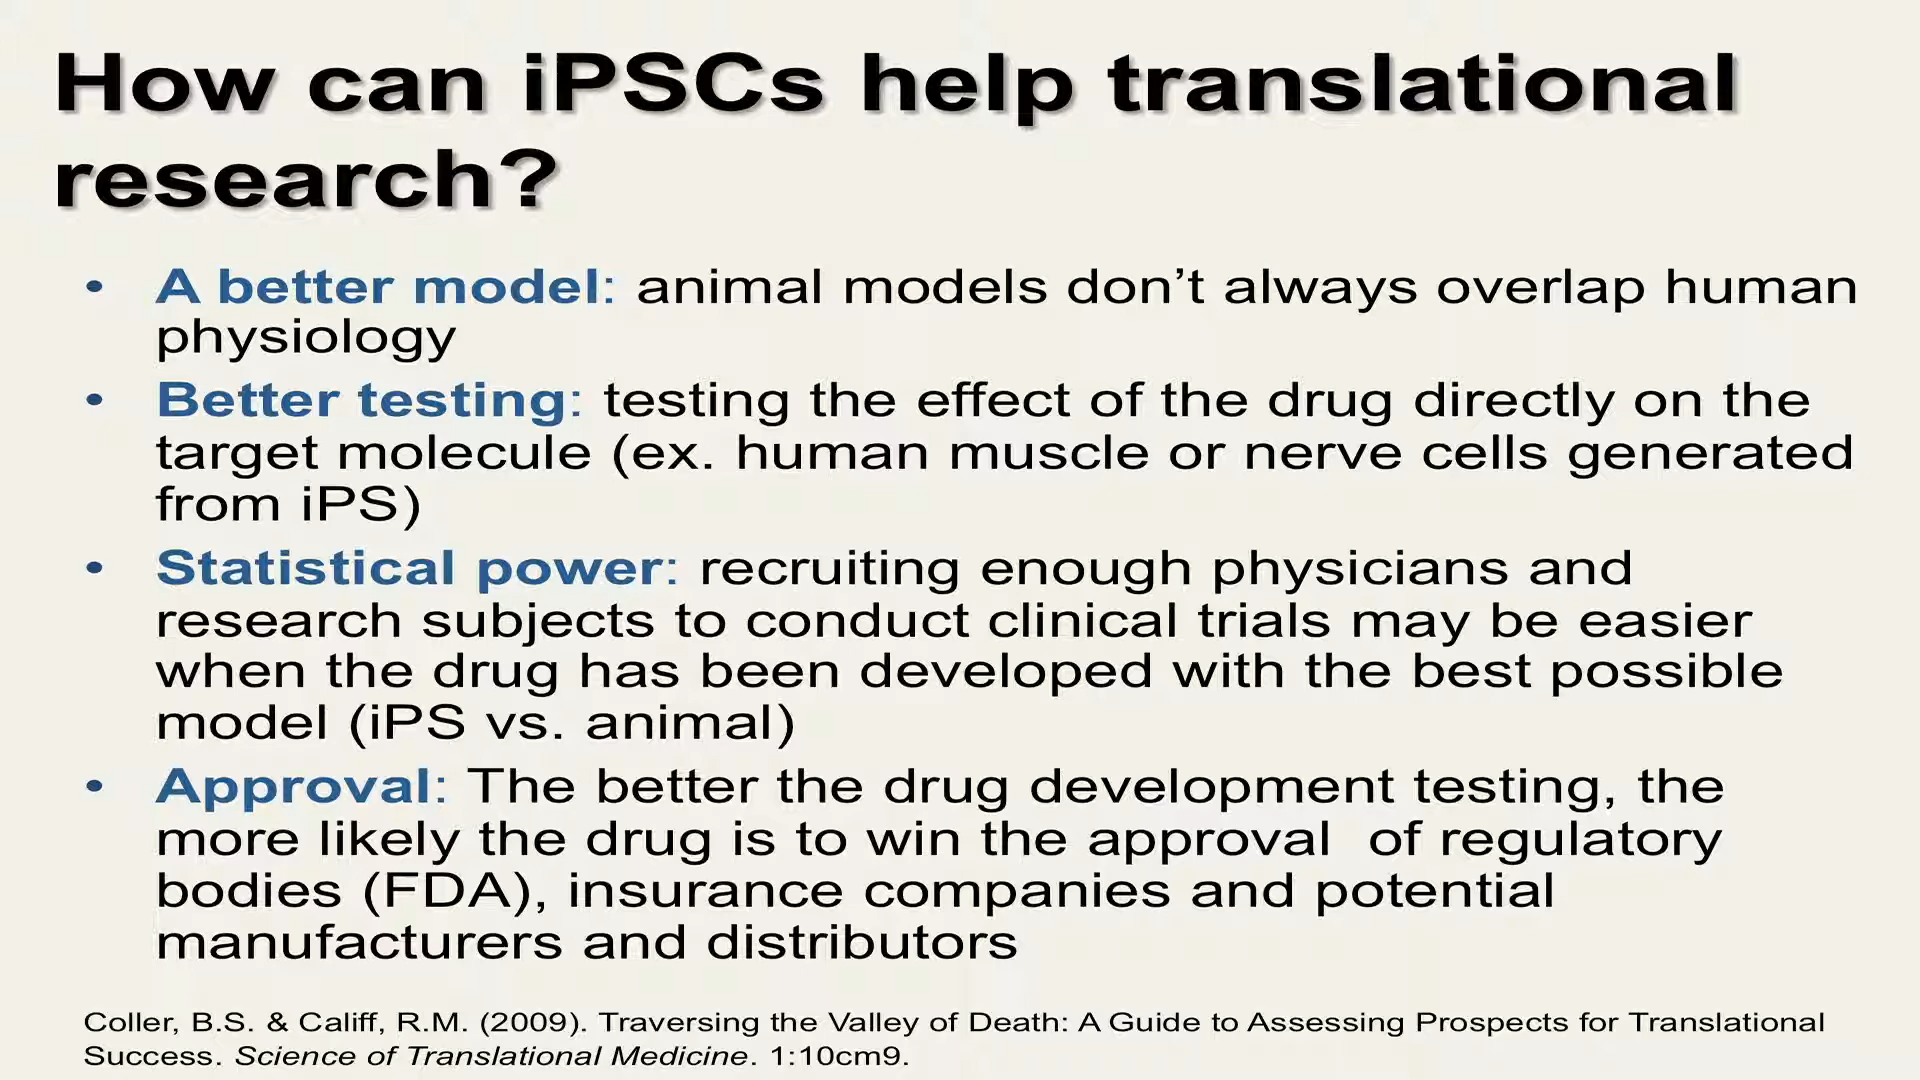 How can iPSCs help translational
research?
• A better model: animal models don’t always overlap human
physiology
• Better testing: testing the effect of the drug directly on the
target molecule (ex. human muscle or nerve cells generated
from iPS)
• Statistical power: recruiting enough physicians and
research subjects to conduct clinical trials may be easier
when the drug has been developed with the best possible
model (iPS vs. animal)
• Approval: The better the drug development testing, the
more likely the drug is to win the approval  of regulatory
bodies (FDA), insurance companies and potential
manufacturers and distributors
Coller, B.S. & Califf, R.M. (2009). Traversing the Valley of Death: A Guide to Assessing Prospects for Translational
Success. Science of Translational Medicine. 1:10cm9.